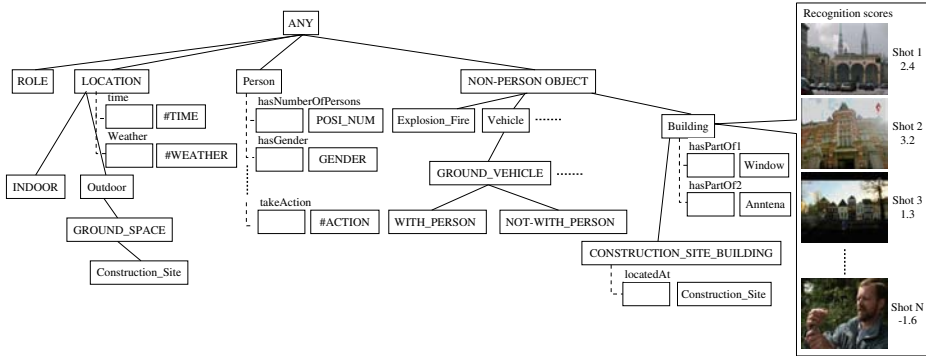 ANY
Recognition scores
ROLE
LOCATION
Person
NON-PERSON OBJECT
Shot 1
2.4
time
#TIME
Weather
#WEATHER
hasNumberOfPersons
POSI_NUM
hasGender
GENDER
takeAction
#ACTION
Explosion_Fire
Vehicle
Building
Shot 2
3.2
hasPartOf1
Window
hasPartOf2
Anntena
INDOOR
Outdoor
GROUND_VEHICLE
Shot 3
1.3
GROUND_SPACE
WITH_PERSON
NOT-WITH_PERSON
Construction_Site
CONSTRUCTION_SITE_BUILDING
locatedAt
Construction_Site
Shot N
-1.6